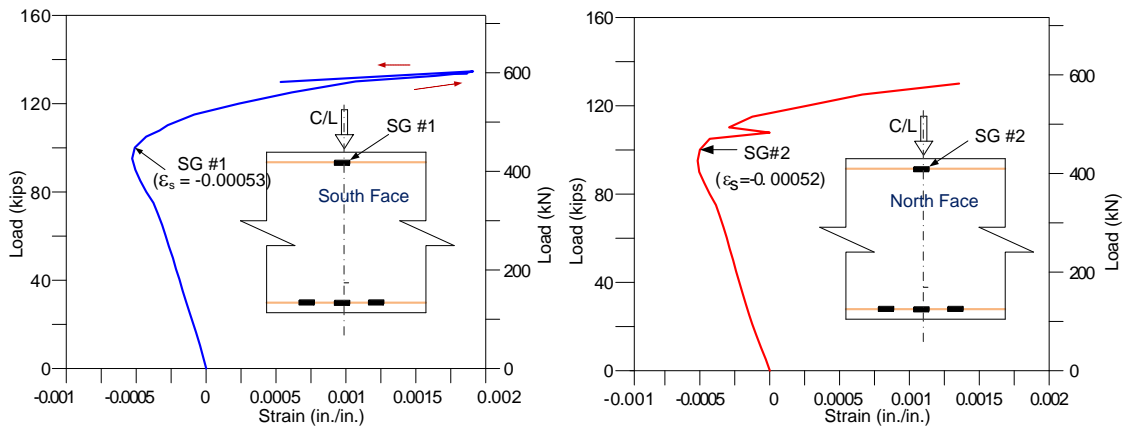 160
120
80
40
0
Load (kips)
600
400
200
0
Load (kN)
-0.001
-0.0005
0
0.0005
0.001
0.0015
0.002
Strain (in./in.)
C/L
SG #1
SG #1
(εs = -0.00053)
South Face
160
120
80
40
0
Load (kips)
600
400
200
0
Load (kN)
-0.001
-0.0005
0
0.0005
0.001
0.0015
0.002
Strain (in./in.)
C/L
SG #2
SG#2
(εs=-0.00052)
North Face